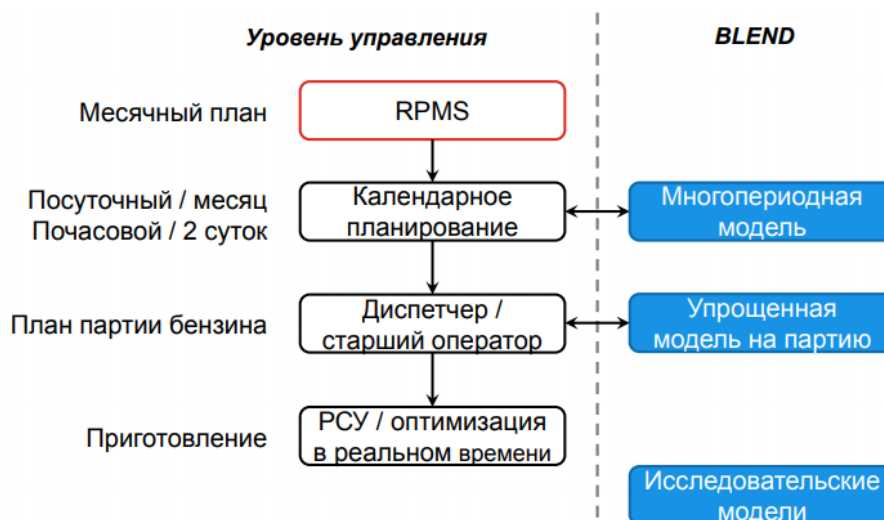 Уровень управления
BLEND
Месячный план
RPMS
Посуточный / месяц
Почасовой / 2 суток
Календарное
планирование
Многопериодная
модель
План партии бензина
Диспетчер /
старший оператор
Упрощенная
модель на партию
Приготовление
РСУ / оптимизация
в реальном времени
Исследовательские
модели